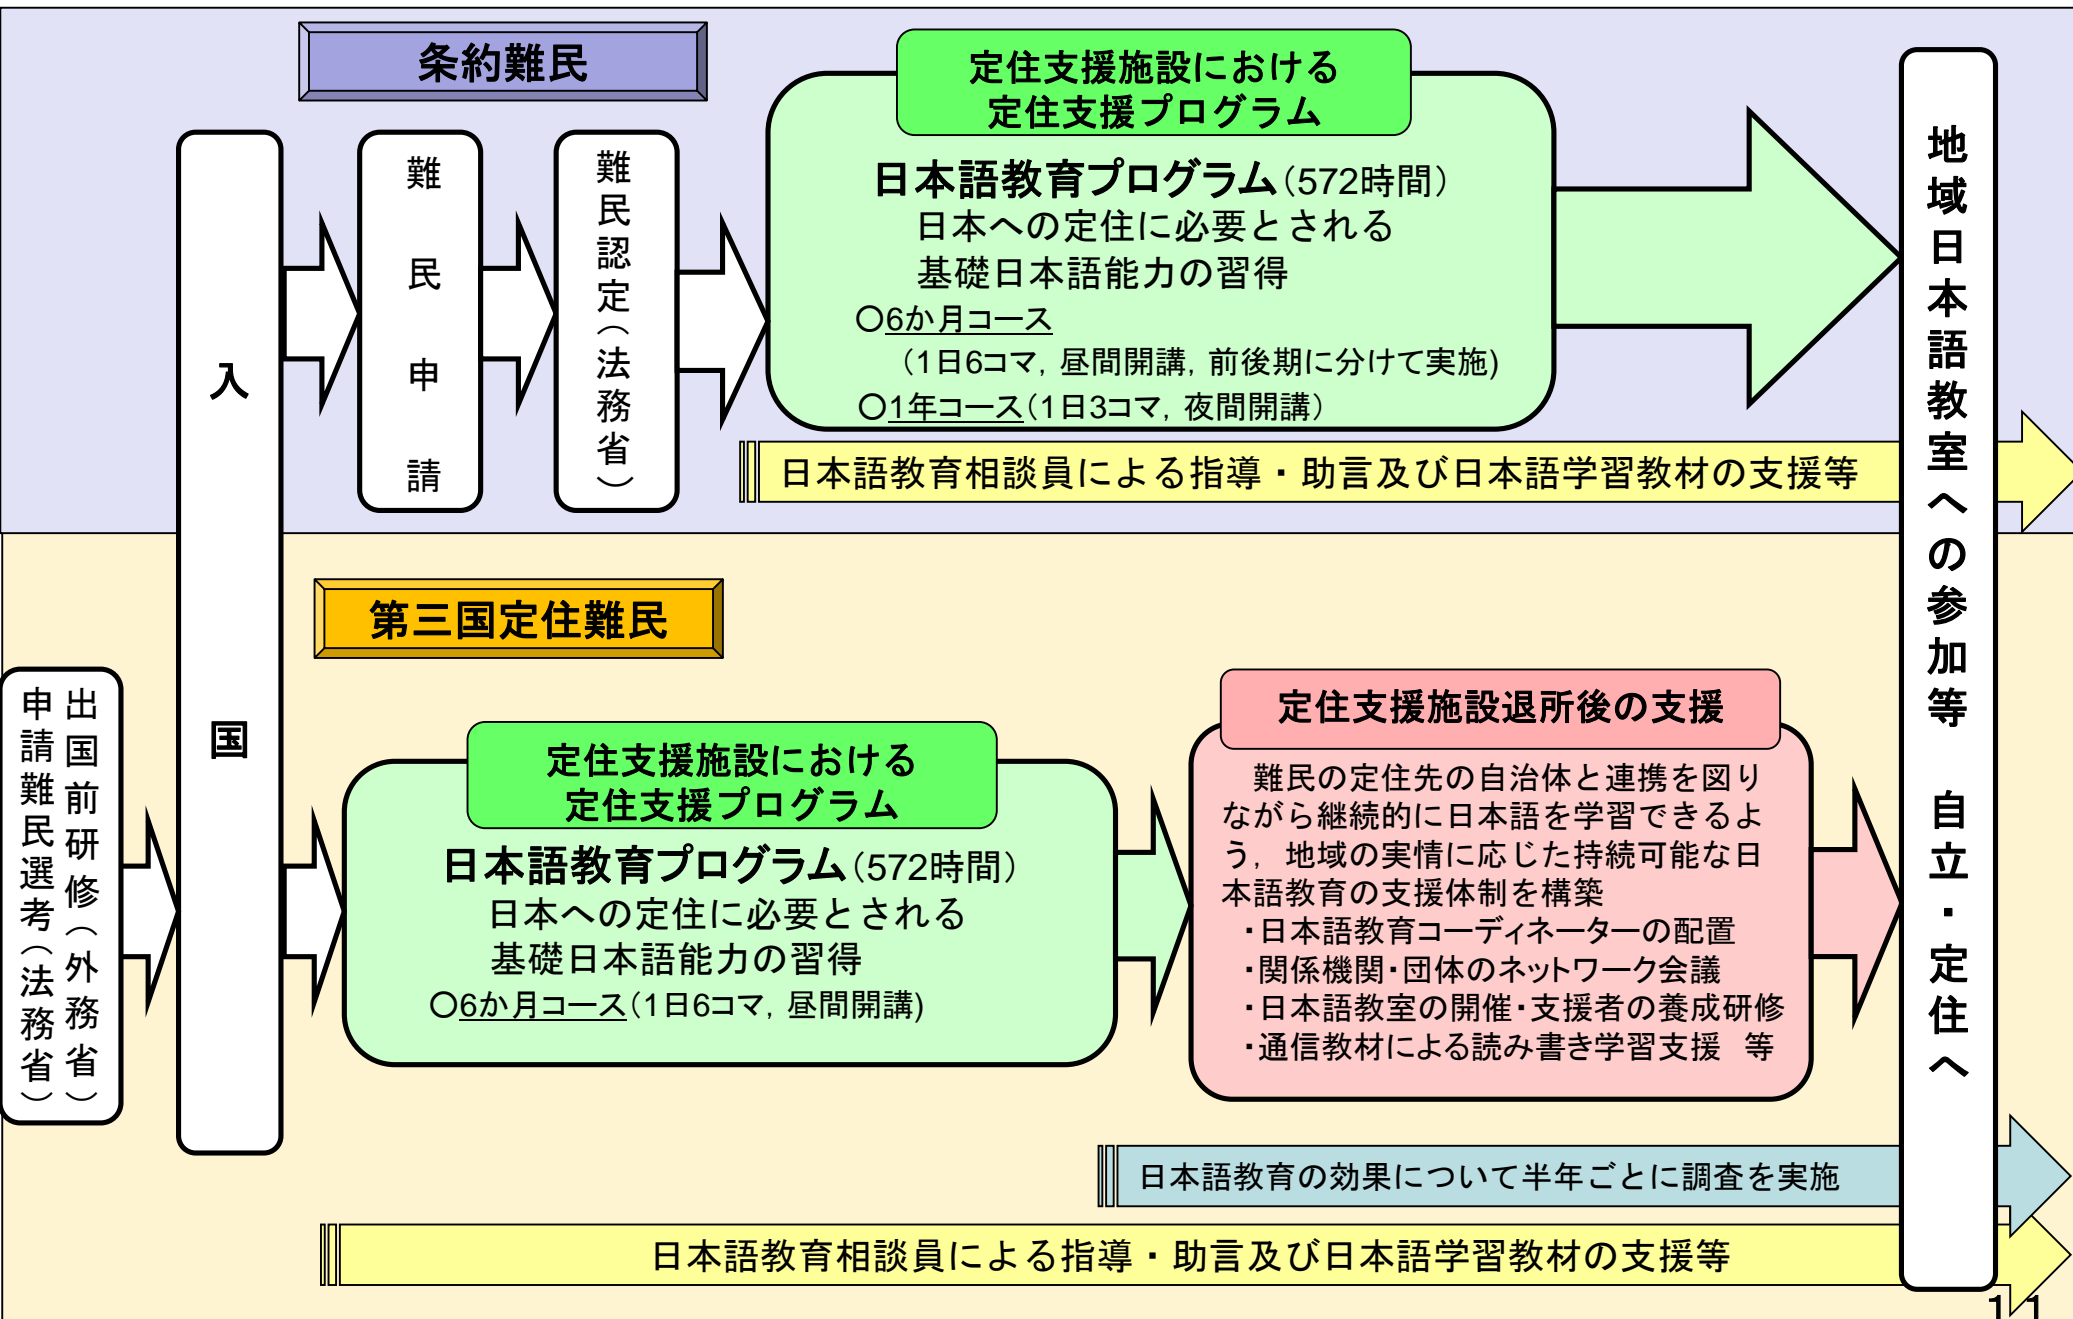 条約難民
入国
難民申請
難民認定（法務省）
定住支援施設における
定住支援プログラム
日本語教育プログラム（572時間）
日本への定住に必要とされる
基礎日本語能力の習得
○6か月コース
（1日6コマ，昼間開講，前後期に分けて実施)
○1年コース（1日3コマ，夜間開講）
日本語教育相談員による指導・助言及び日本語学習教材の支援等
地域日本語教室への参加等　自立・定住へ
第三国定住難民
出国前研修（外務省）
申請難民選考（法務省）
定住支援施設における
定住支援プログラム
日本語教育プログラム（572時間）
日本への定住に必要とされる
基礎日本語能力の習得
○6か月コース（1日6コマ，昼間開講)
定住支援施設退所後の支援
難民の定住先の自治体と連携を図り
ながら継続的に日本語を学習できるよ
う，地域の実情に応じた持続可能な日
本語教育の支援体制を構築
・日本語教育コーディネーターの配置
・関係機関・団体のネットワーク会議
・日本語教室の開催・支援者の養成研修
・通信教材による読み書き学習支援　等
日本語教育の効果について半年ごとに調査を実施
日本語教育相談員による指導・助言及び日本語学習教材の支援等
11